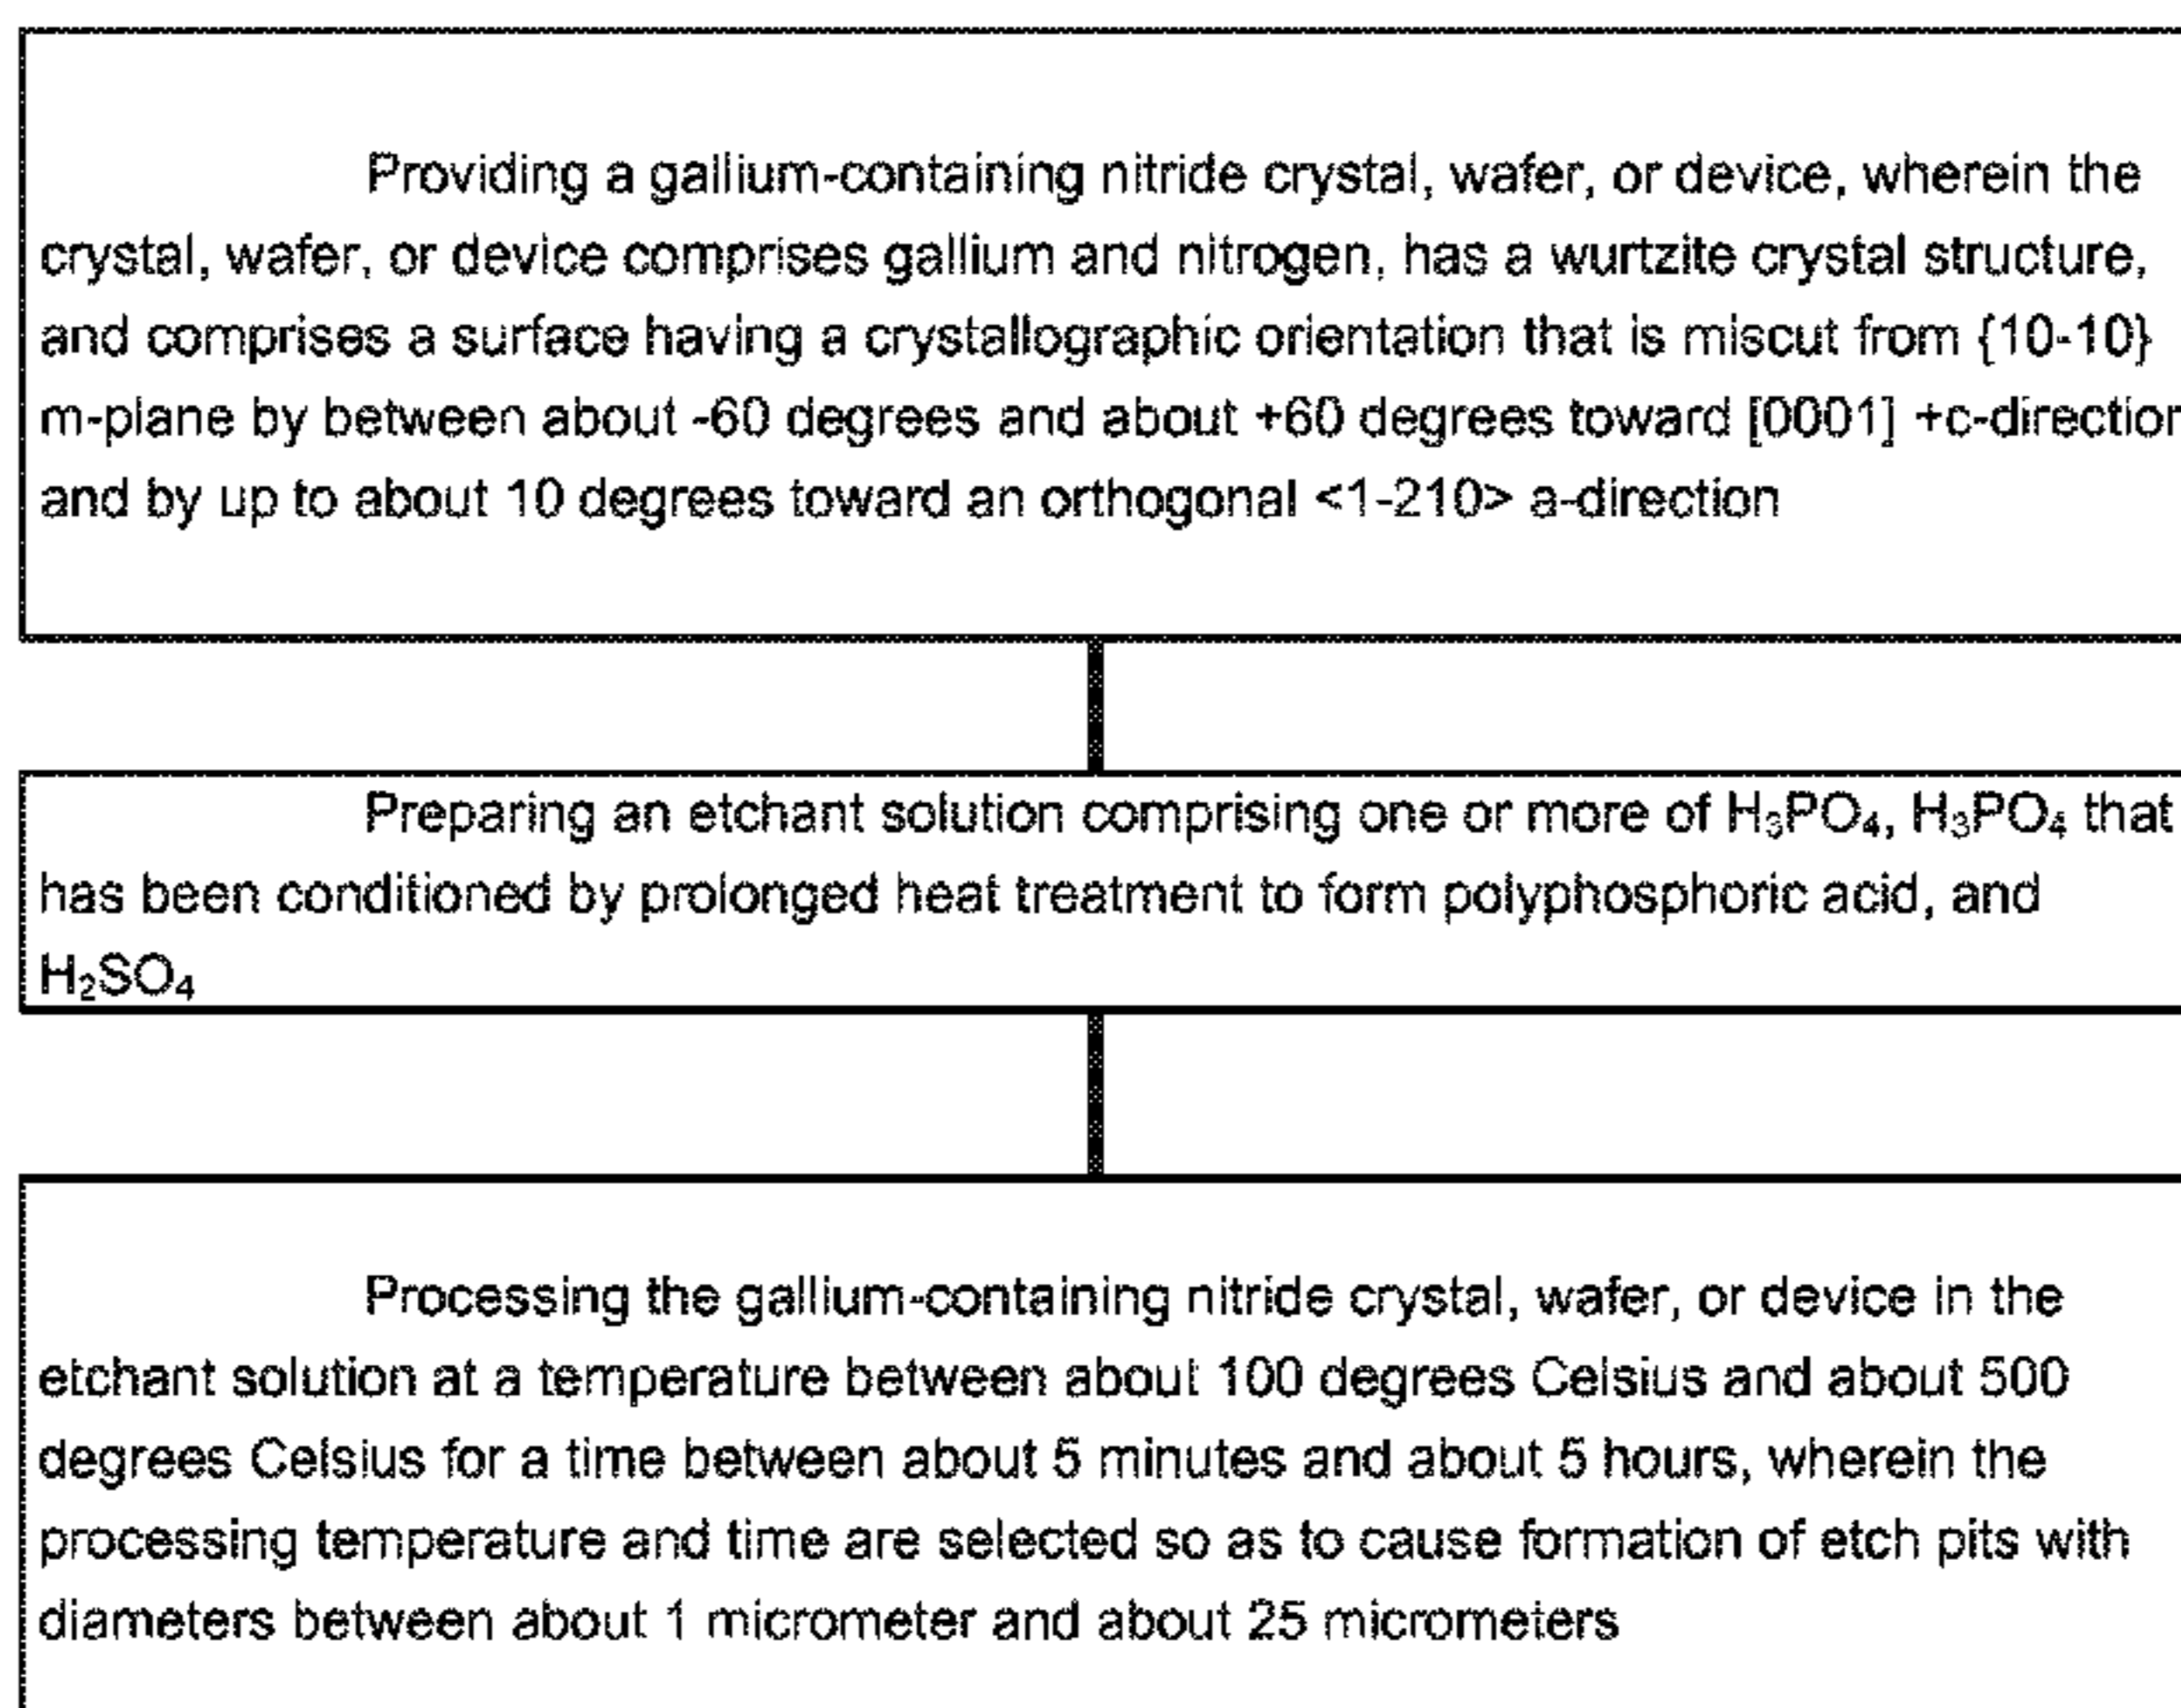 Providing a gallium-containing nitride crystal, wafer, or device, wherein the
crystal, wafer, or device comprises gallium and nitrogen, has a wurtzite crystal structure,
and comprises a surface having a crystallographic orientation that is miscut from {10-10}
m-plane by between about -60 degrees and about +60 degrees toward [0001] +c-direction
and by up to about 10 degrees toward an orthogonal <1-210> a-direction
Preparing an etchant solution comprising one or more of H₃PO₄, H₃PO₄ that
has been conditioned by prolonged heat treatment to form polyphosphoric acid, and
H₂SO₄
Processing the gallium-containing nitride crystal, wafer, or device in the
etchant solution at a temperature between about 100 degrees Celsius and about 500
degrees Celsius for a time between about 5 minutes and about 5 hours, wherein the
processing temperature and time are selected so as to cause formation of etch pits with
diameters between about 1 micrometer and about 25 micrometers